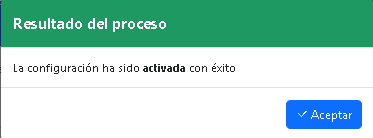 Resultado del proceso
La configuración ha sido activada con éxito
Aceptar